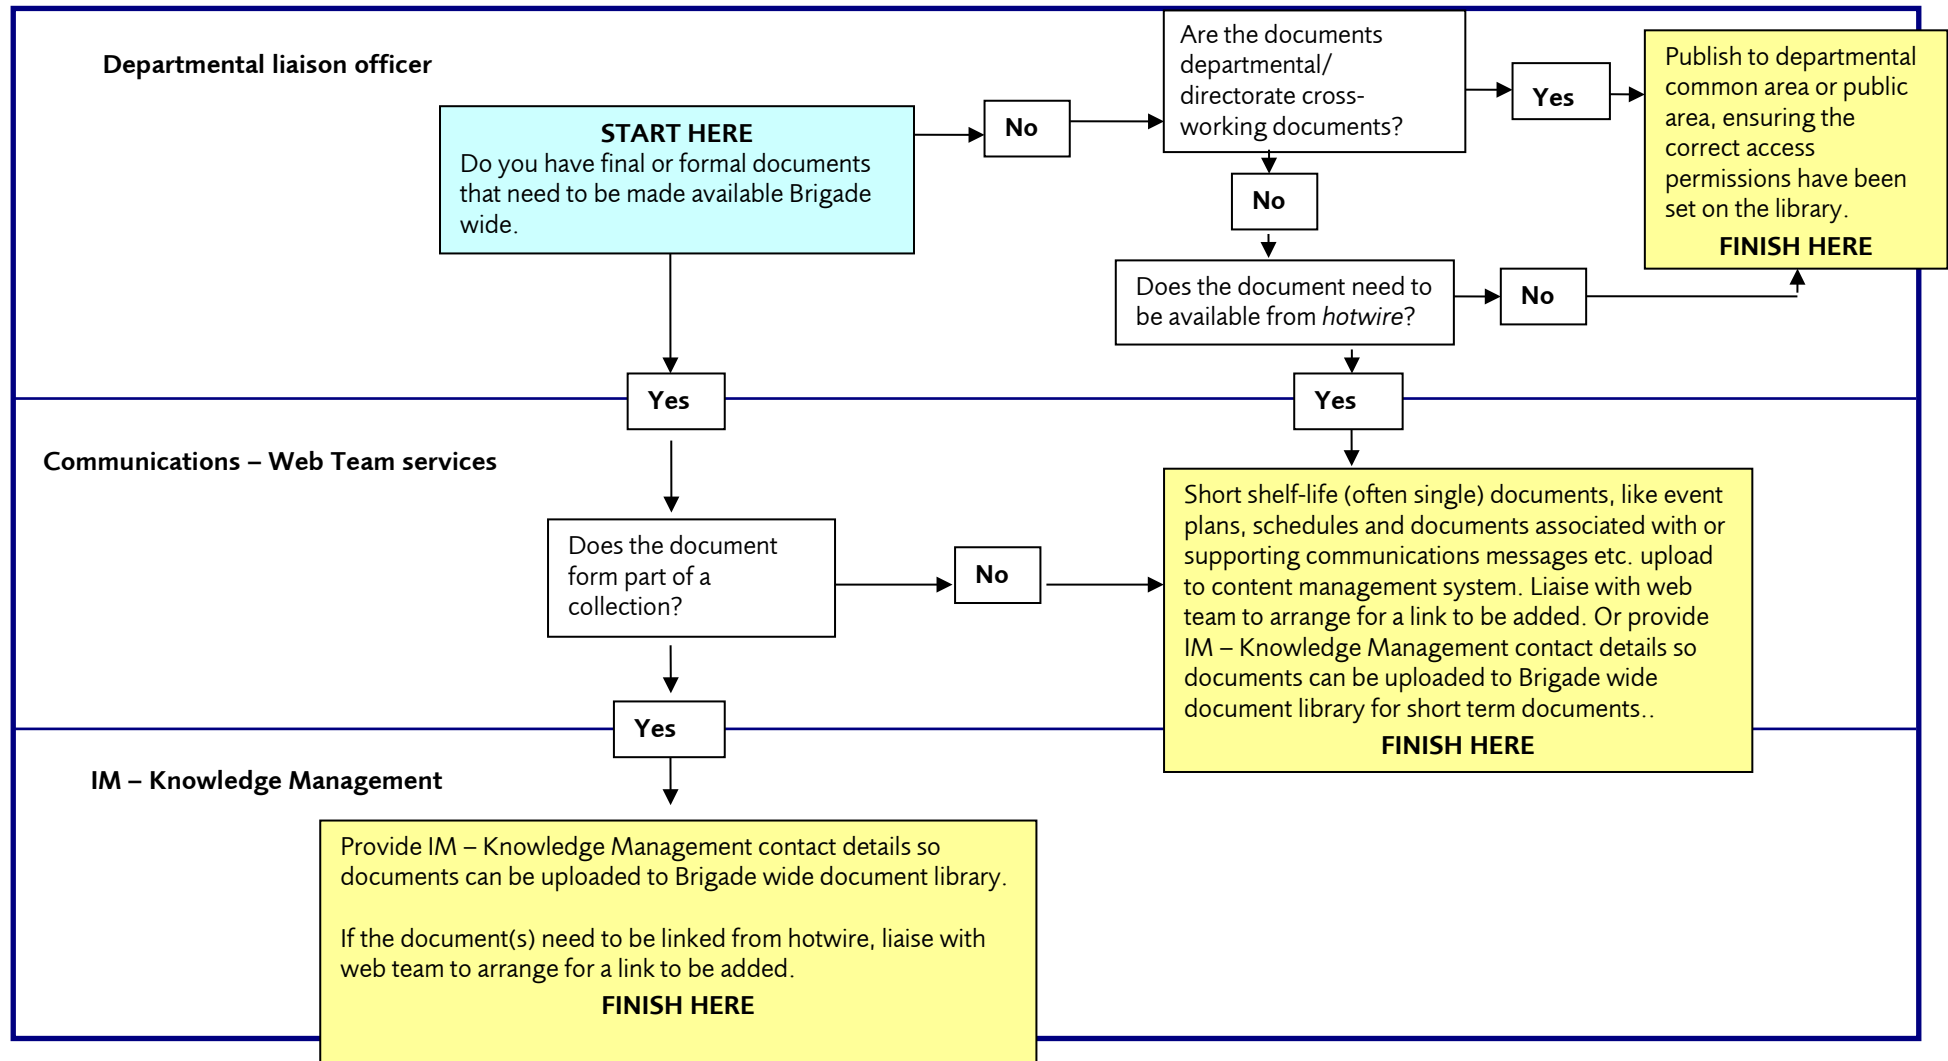 Departmental liaison officer
START HERE
Do you have final or formal documents
that need to be made available Brigade
wide.
No
Are the documents
departmental/
directorate cross-
working documents?
Yes
Publish to departmental
common area or public
area, ensuring the
correct access
permissions have been
set on the library.
FINISH HERE
No
Does the document need to
be available from hotwire?
No
Yes
Yes
Communications – Web Team services
Does the document
form part of a
collection?
No
Short shelf-life (often single) documents, like event
plans, schedules and documents associated with or
supporting communications messages etc. upload
to content management system. Liaise with web
team to arrange for a link to be added. Or provide
IM – Knowledge Management contact details so
documents can be uploaded to Brigade wide
document library for short term documents..
FINISH HERE
Yes
IM – Knowledge Management
Provide IM – Knowledge Management contact details so
documents can be uploaded to Brigade wide document library.
If the document(s) need to be linked from hotwire, liaise with
web team to arrange for a link to be added.
FINISH HERE